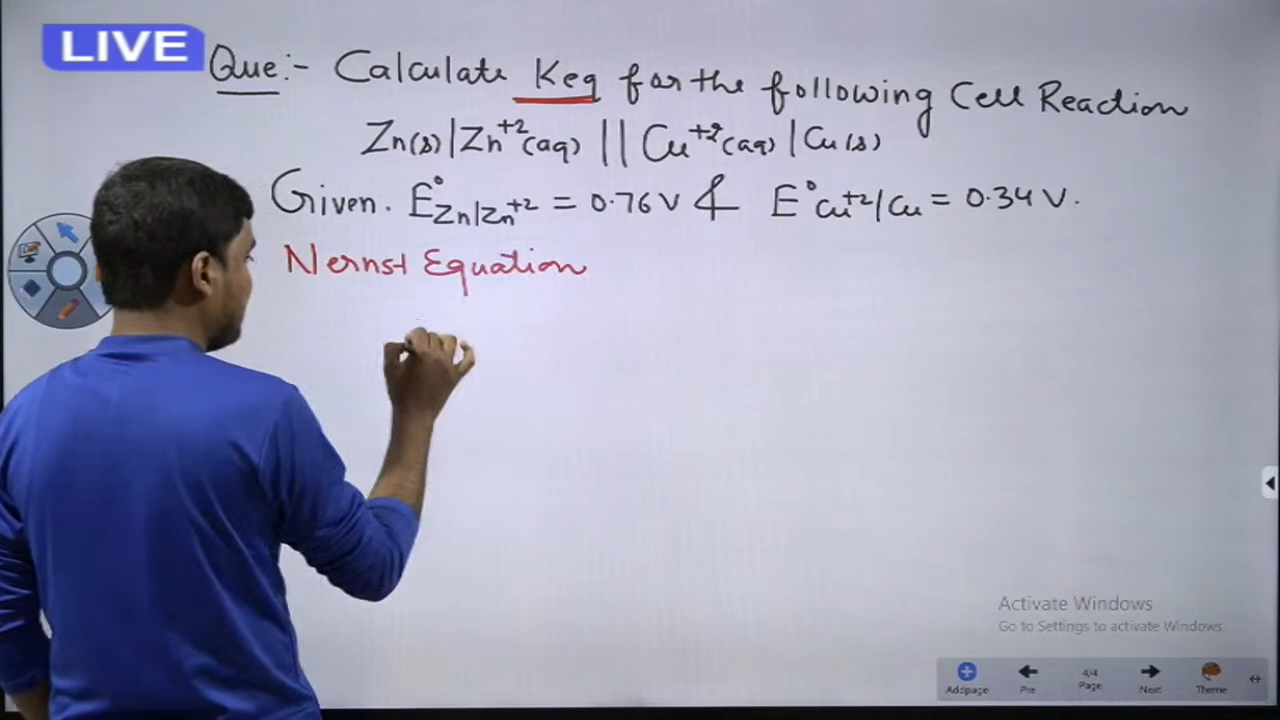 LIVE
Que:- Calculate Keq for the following Cell Reaction
Zn(s)|Zn⁺²(aq) || Cu⁺²(aq) | Cu(s)
Given. E°Zn|Zn⁺² = 0.76 V & E°Cu⁺²/Cu = 0.34 V.
Nernst Equation
Activate Windows
Go to Settings to activate Windows.
4/4
Addpage Pre Page Next Theme